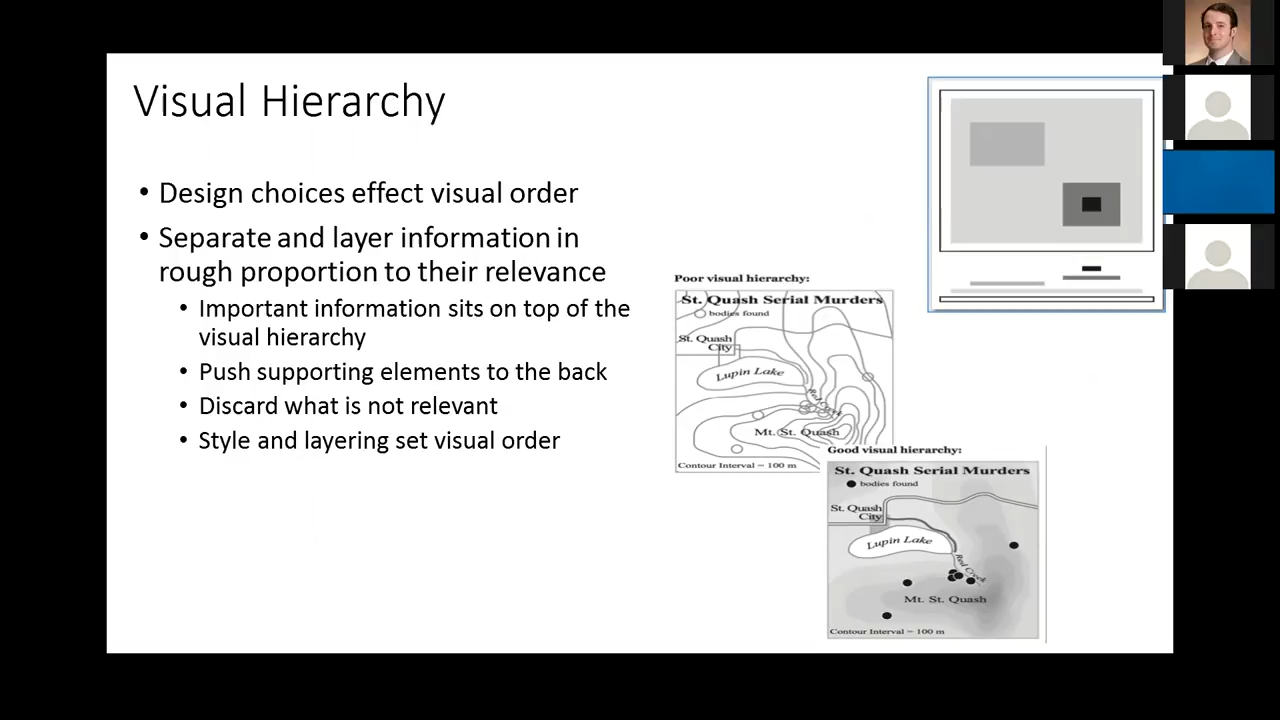 Visual Hierarchy
• Design choices effect visual order
• Separate and layer information in
rough proportion to their relevance
• Important information sits on top of the
visual hierarchy
• Push supporting elements to the back
• Discard what is not relevant
• Style and layering set visual order
Poor visual hierarchy:
St. Quash Serial Murders
bodies found
St. Quash
City
Lupin Lake
Red Creek
Mt. St. Quash
Contour Interval = 100 m
Good visual hierarchy:
St. Quash Serial Murders
bodies found
St. Quash
City
Lupin Lake
Red Creek
Mt. St. Quash
Contour Interval = 100 m